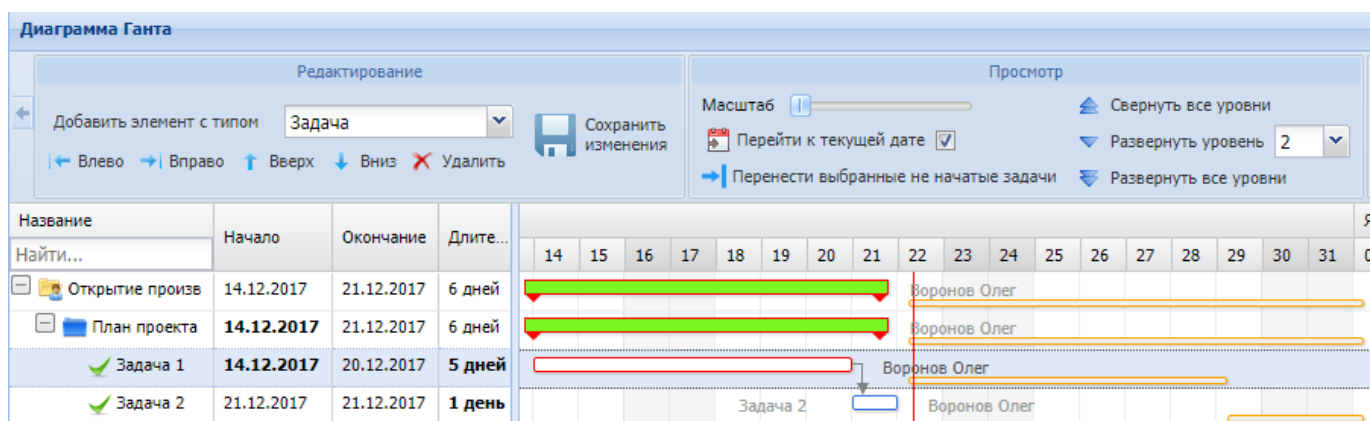 Диаграмма Ганта
Редактирование
Просмотр
Добавить элемент с типом Задача
Сохранить изменения
Влево Вправо Вверх Вниз Удалить
Масштаб
Перейти к текущей дате
Перенести выбранные не начатые задачи
Свернуть все уровни
Развернуть уровень 2
Развернуть все уровни
Название Начало Окончание Длите...
Найти...
14 15 16 17 18 19 20 21 22 23 24 25 26 27 28 29 30 31
Открытие произв 14.12.2017 21.12.2017 6 дней Воронов Олег
План проекта 14.12.2017 21.12.2017 6 дней Воронов Олег
Задача 1 14.12.2017 20.12.2017 5 дней Воронов Олег
Задача 2 21.12.2017 21.12.2017 1 день Задача 2 Воронов Олег